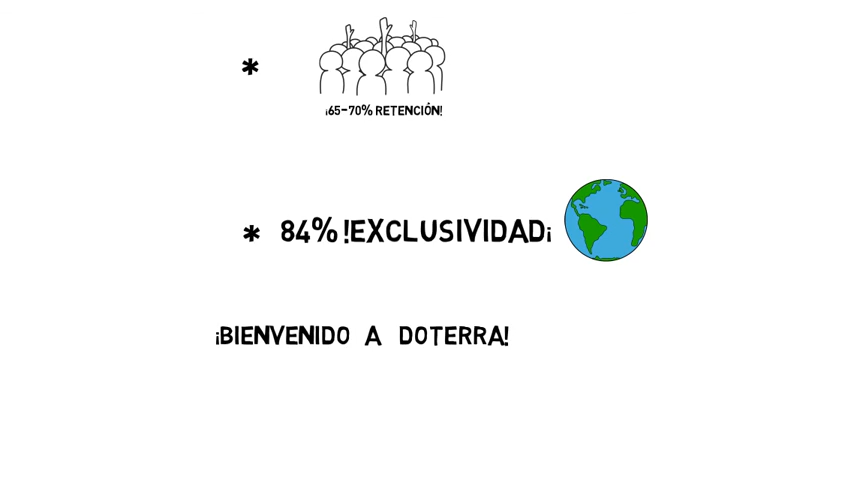 * ¡65-70% RETENCIÓN!
* 84% !EXCLUSIVIDAD¡
¡BIENVENIDO A DOTERRA!